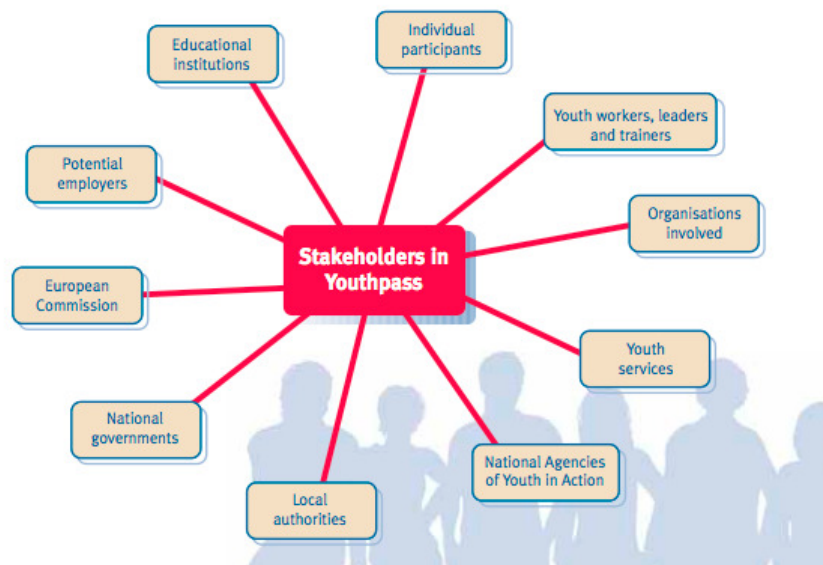 Individual
participants
Educational
institutions
Youth workers, leaders
and trainers
Potential
employers
Organisations
involved
Stakeholders in
Youthpass
European
Commission
Youth
services
National
governments
National Agencies
of Youth in Action
Local
authorities